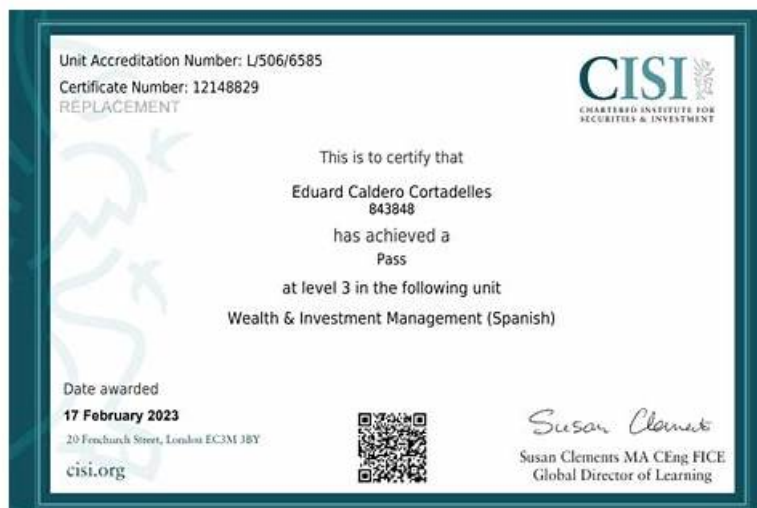 Unit Accreditation Number: L/506/6585
Certificate Number: 12148829
REPLACEMENT
CISI
CHARTERED INSTITUTE FOR
SECURITIES & INVESTMENT
This is to certify that
Eduard Caldero Cortadelles
843848
has achieved a
Pass
at level 3 in the following unit
Wealth & Investment Management (Spanish)
Date awarded
17 February 2023
20 Fenchurch Street, London EC3M 3BY
cisi.org
Susan Clements
Susan Clements MA CEng FICE
Global Director of Learning